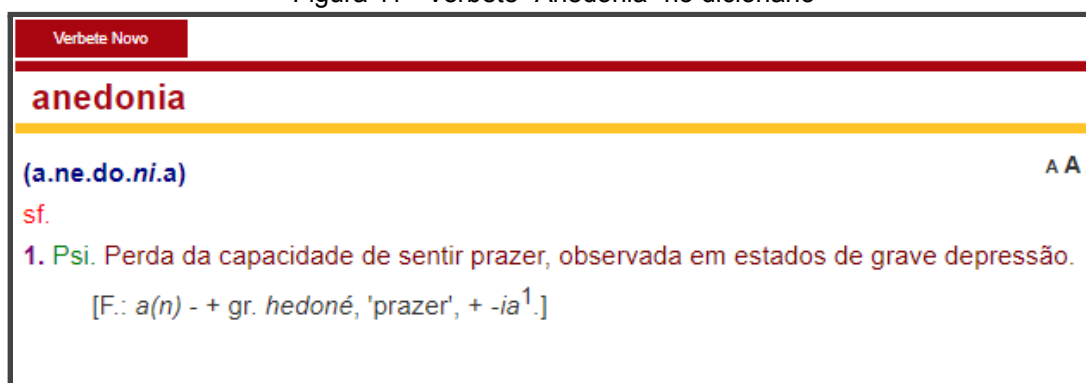 Verbete Novo
anedonia
(a.ne.do.ni.a) A A
sf.
1. Psi. Perda da capacidade de sentir prazer, observada em estados de grave depressão.
[F.: a(n) - + gr. hedoné, 'prazer', + -ia¹.]